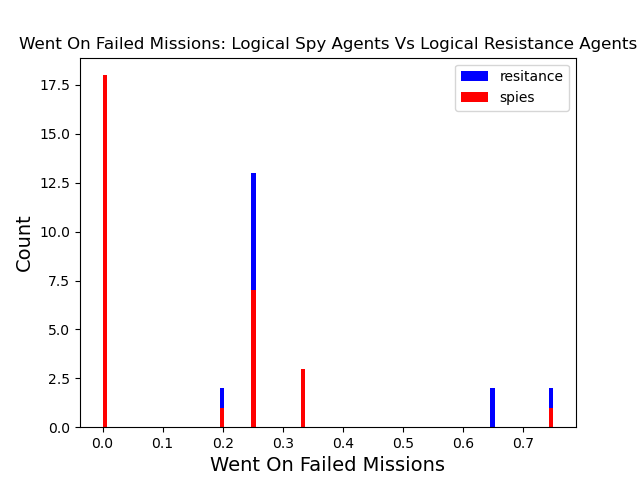 Went On Failed Missions: Logical Spy Agents Vs Logical Resistance Agents
resitance
spies
17.5
15.0
12.5
10.0
7.5
5.0
2.5
0.0
Count
0.0 0.1 0.2 0.3 0.4 0.5 0.6 0.7
Went On Failed Missions